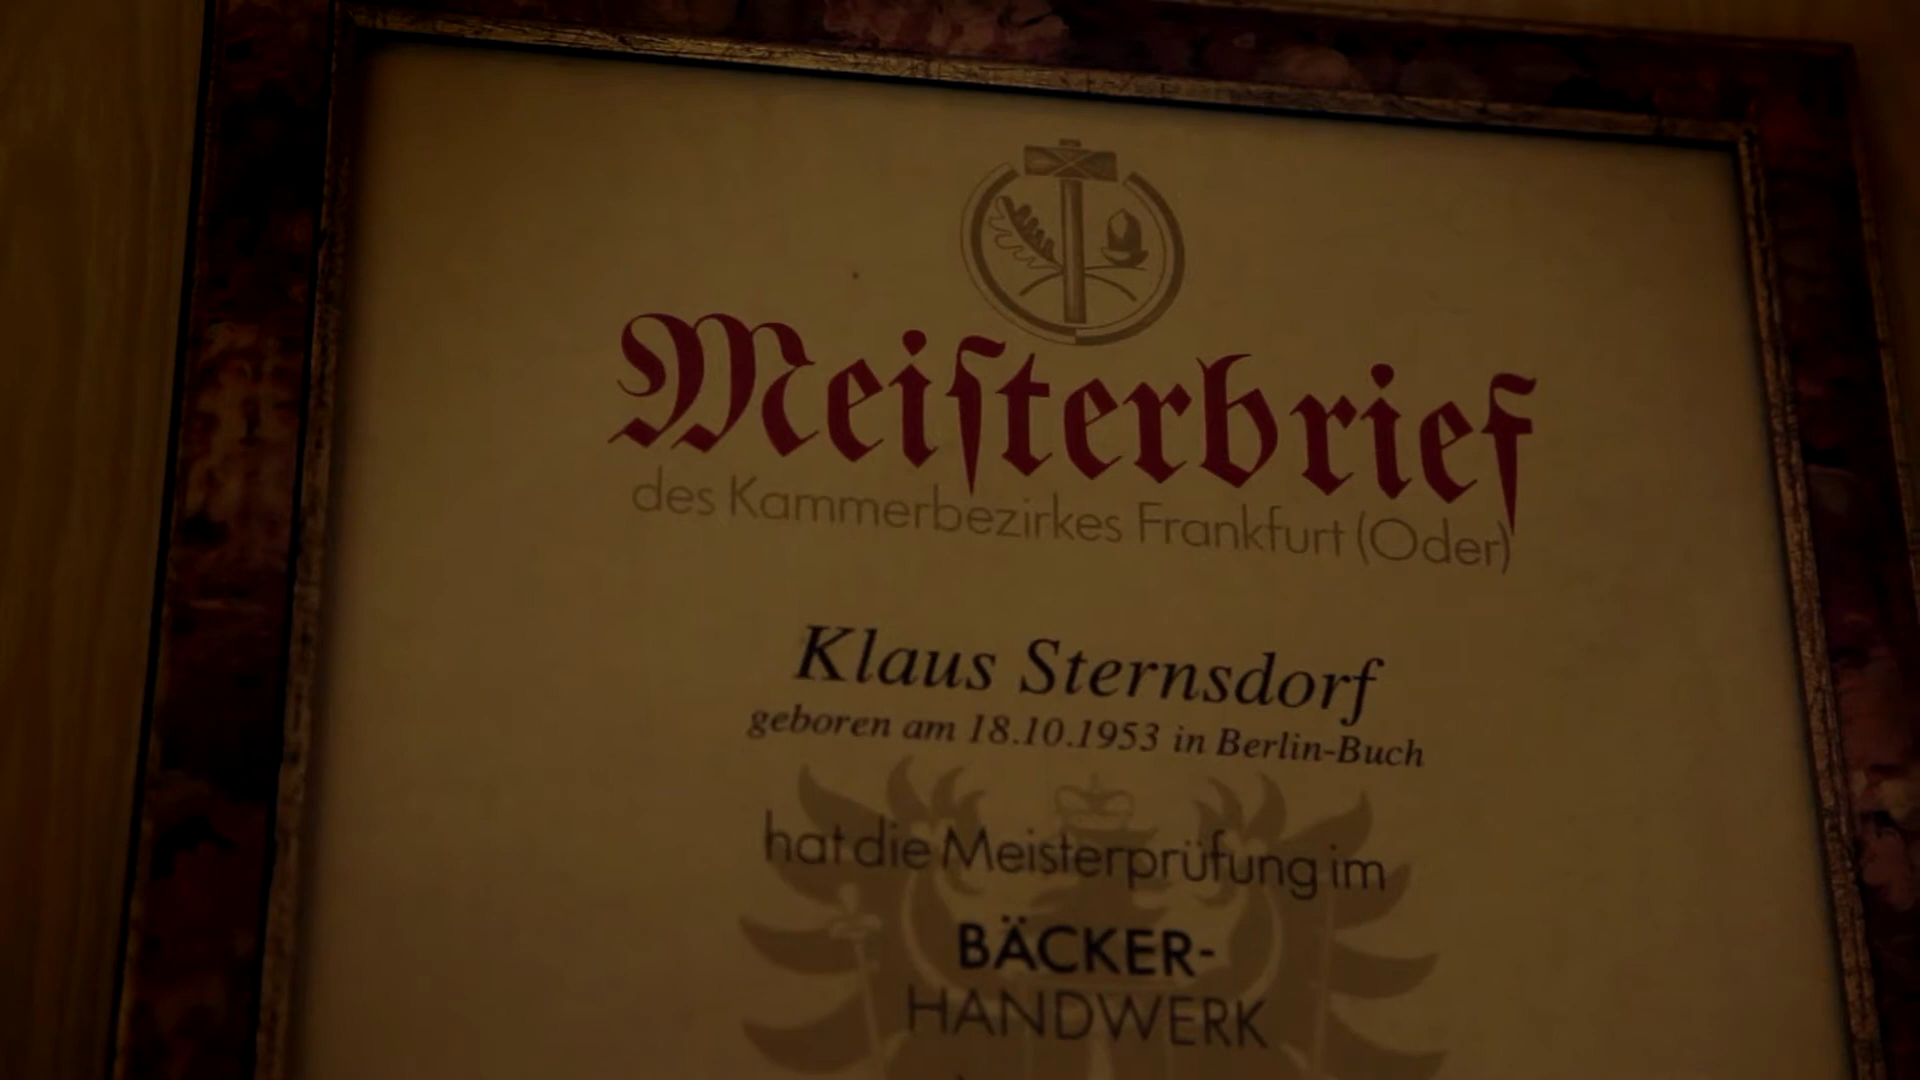 Meiſterbrief
des Kammerbezirkes Frankfurt (Oder)
Klaus Sternsdorf
geboren am 18.10.1953 in Berlin-Buch
hat die Meisterprüfung im
BÄCKER-
HANDWERK